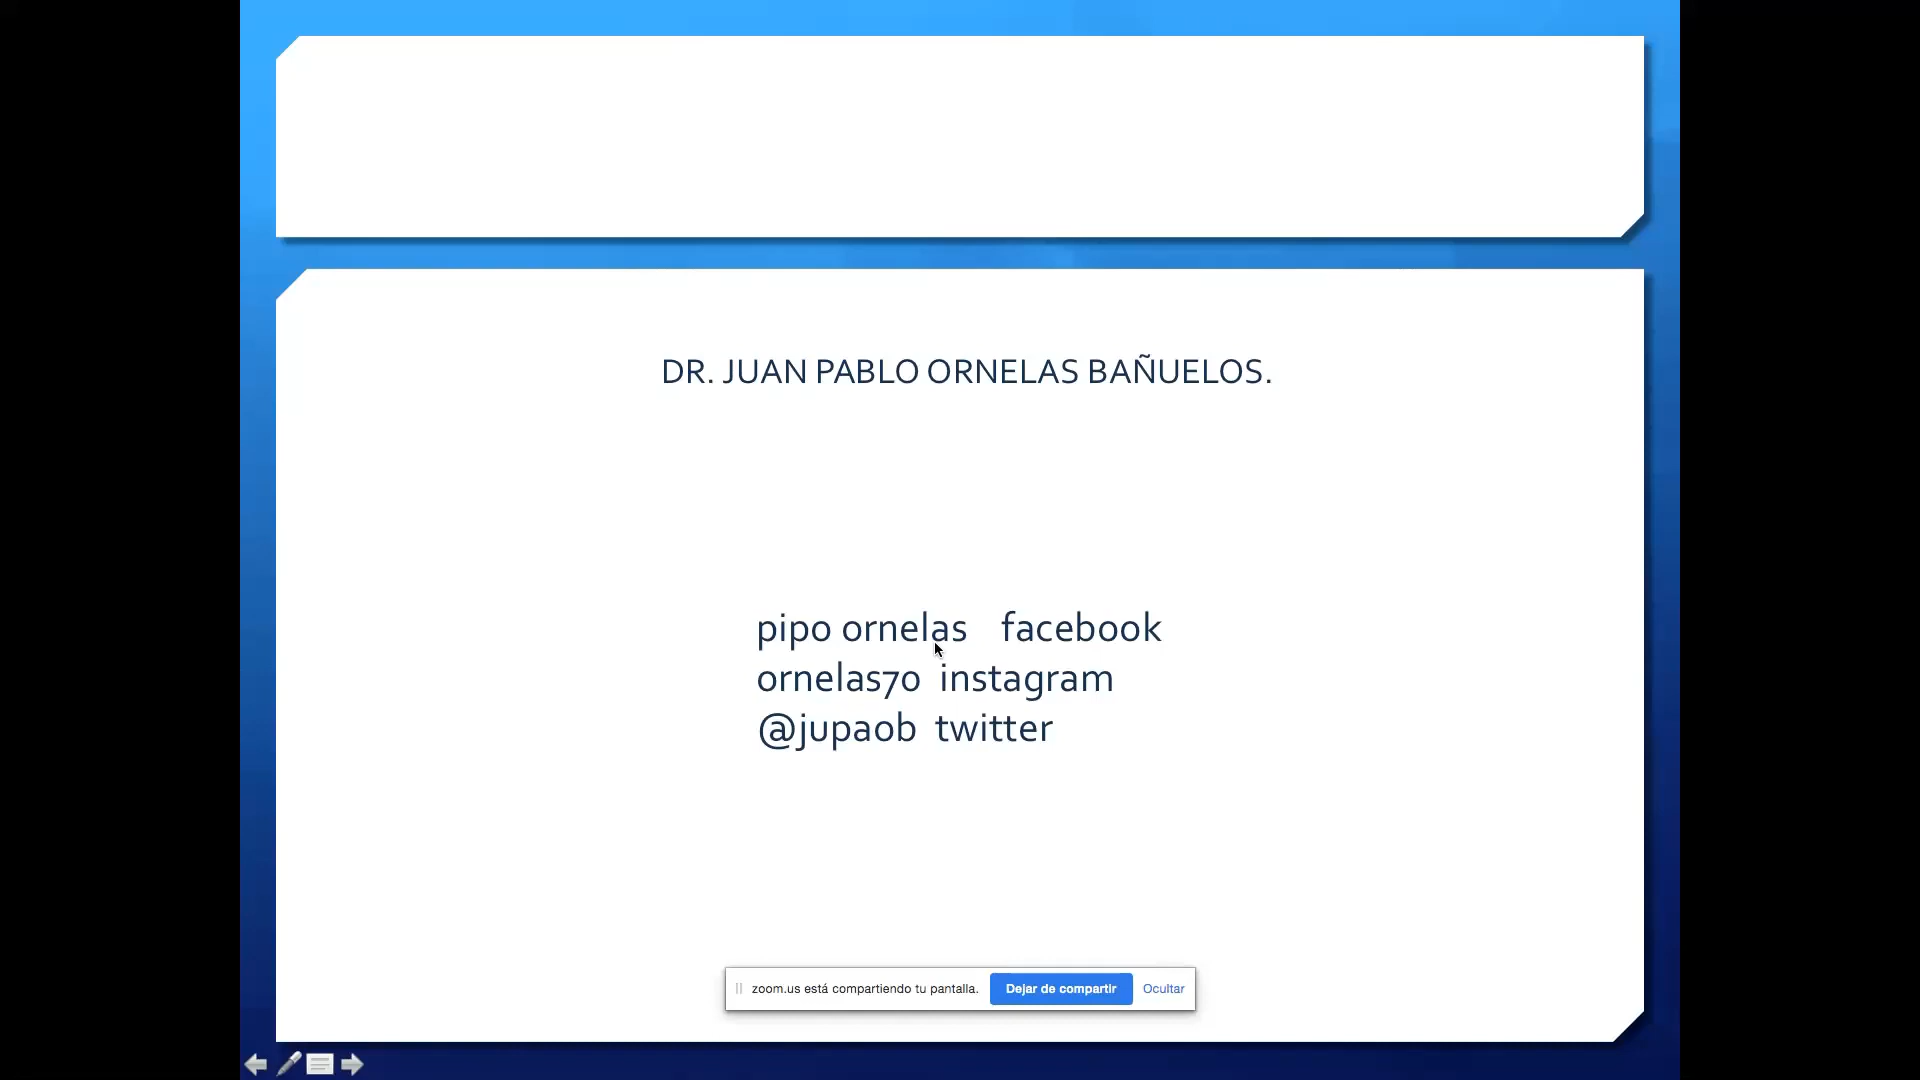 DR. JUAN PABLO ORNELAS BAÑUELOS.
pipo ornelas facebook
ornelas70 instagram
@jupaob twitter
zoom.us está compartiendo tu pantalla. Dejar de compartir Ocultar